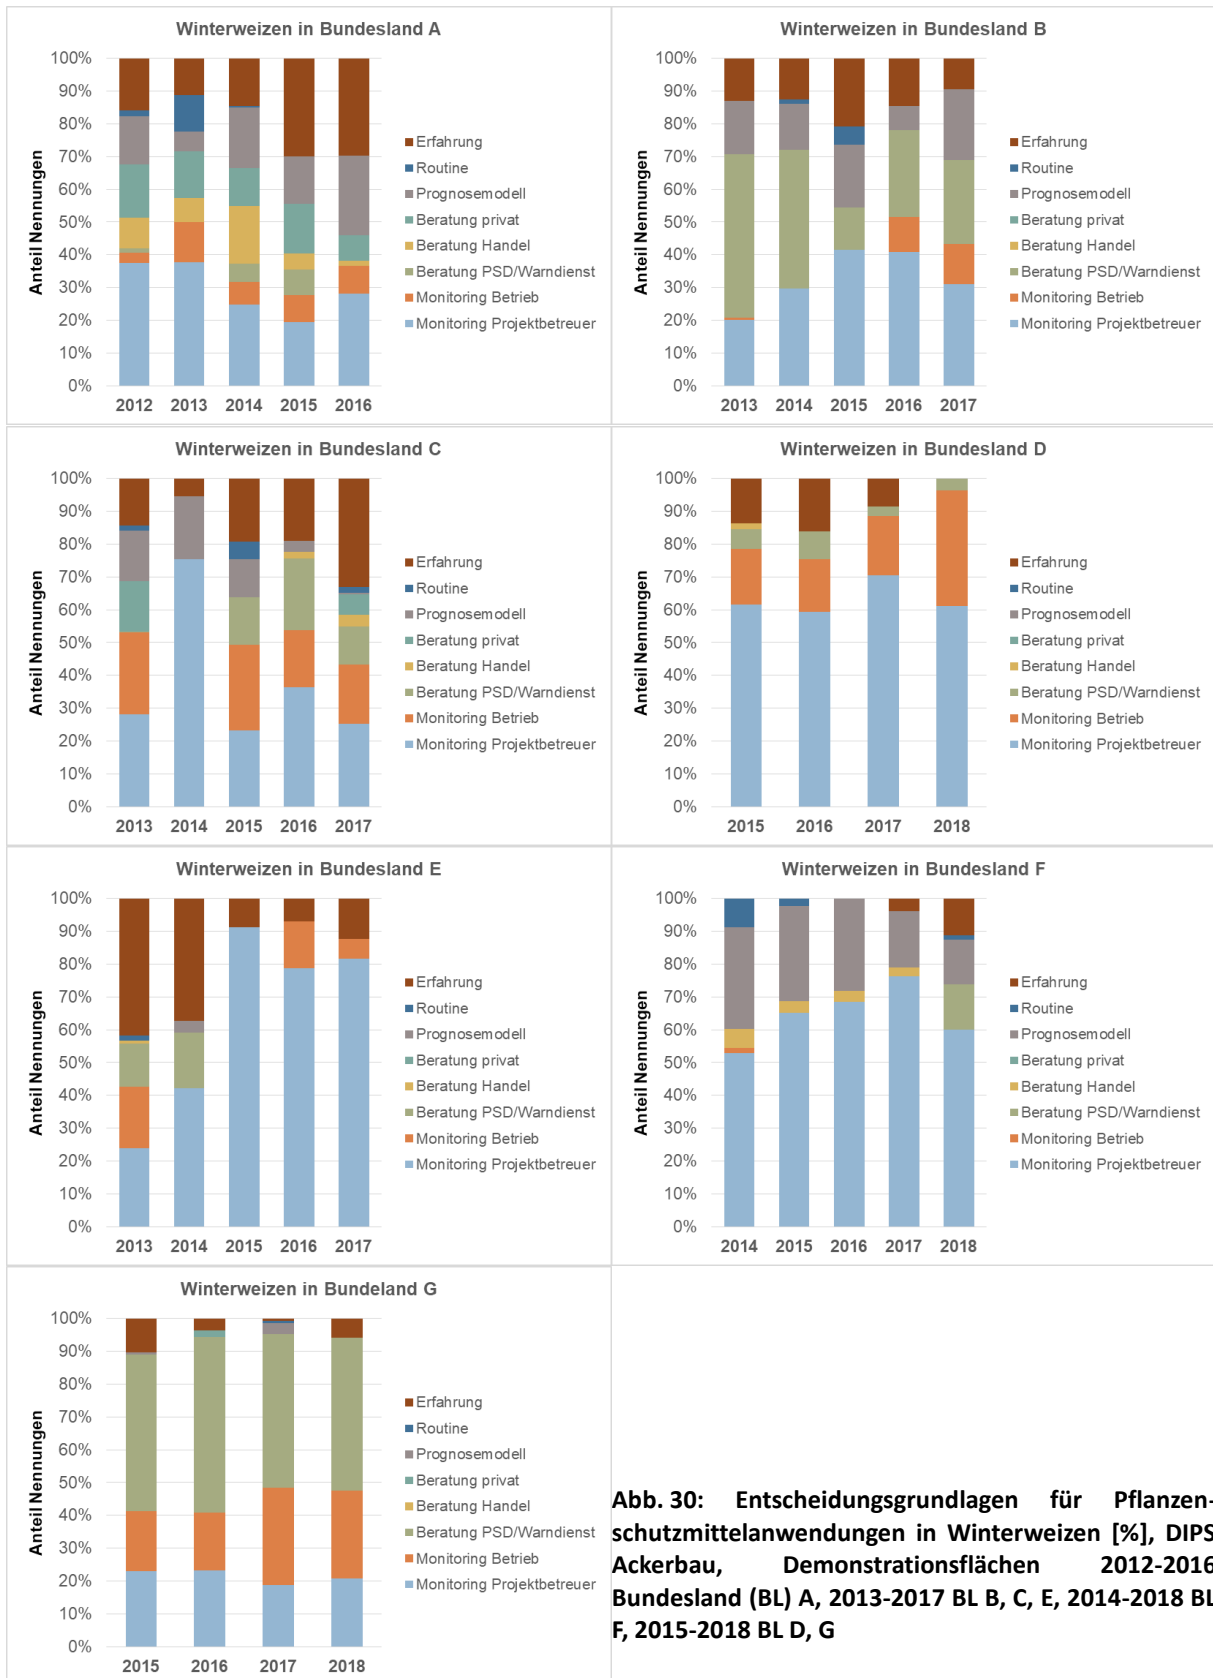 Winterweizen in Bundesland A
Anteil Nennungen
100%
90%
80%
70%
60%
50%
40%
30%
20%
10%
0%
2012 2013 2014 2015 2016
Erfahrung
Routine
Prognosemodell
Beratung privat
Beratung Handel
Beratung PSD/Warndienst
Monitoring Betrieb
Monitoring Projektbetreuer
Winterweizen in Bundesland B
Anteil Nennungen
100%
90%
80%
70%
60%
50%
40%
30%
20%
10%
0%
2013 2014 2015 2016 2017
Erfahrung
Routine
Prognosemodell
Beratung privat
Beratung Handel
Beratung PSD/Warndienst
Monitoring Betrieb
Monitoring Projektbetreuer
Winterweizen in Bundesland C
Anteil Nennungen
100%
90%
80%
70%
60%
50%
40%
30%
20%
10%
0%
2013 2014 2015 2016 2017
Erfahrung
Routine
Prognosemodell
Beratung privat
Beratung Handel
Beratung PSD/Warndienst
Monitoring Betrieb
Monitoring Projektbetreuer
Winterweizen in Bundesland D
Anteil Nennungen
100%
90%
80%
70%
60%
50%
40%
30%
20%
10%
0%
2015 2016 2017 2018
Erfahrung
Routine
Prognosemodell
Beratung privat
Beratung Handel
Beratung PSD/Warndienst
Monitoring Betrieb
Monitoring Projektbetreuer
Winterweizen in Bundesland E
Anteil Nennungen
100%
90%
80%
70%
60%
50%
40%
30%
20%
10%
0%
2013 2014 2015 2016 2017
Erfahrung
Routine
Prognosemodell
Beratung privat
Beratung Handel
Beratung PSD/Warndienst
Monitoring Betrieb
Monitoring Projektbetreuer
Winterweizen in Bundesland F
Anteil Nennungen
100%
90%
80%
70%
60%
50%
40%
30%
20%
10%
0%
2014 2015 2016 2017 2018
Erfahrung
Routine
Prognosemodell
Beratung privat
Beratung Handel
Beratung PSD/Warndienst
Monitoring Betrieb
Monitoring Projektbetreuer
Winterweizen in Bundeland G
Anteil Nennungen
100%
90%
80%
70%
60%
50%
40%
30%
20%
10%
0%
2015 2016 2017 2018
Erfahrung
Routine
Prognosemodell
Beratung privat
Beratung Handel
Beratung PSD/Warndienst
Monitoring Betrieb
Monitoring Projektbetreuer
Abb. 30: Entscheidungsgrundlagen für Pflanzen-
schutzmittelanwendungen in Winterweizen [%], DIPS
Ackerbau, Demonstrationsflächen 2012-2016
Bundesland (BL) A, 2013-2017 BL B, C, E, 2014-2018 BL
F, 2015-2018 BL D, G